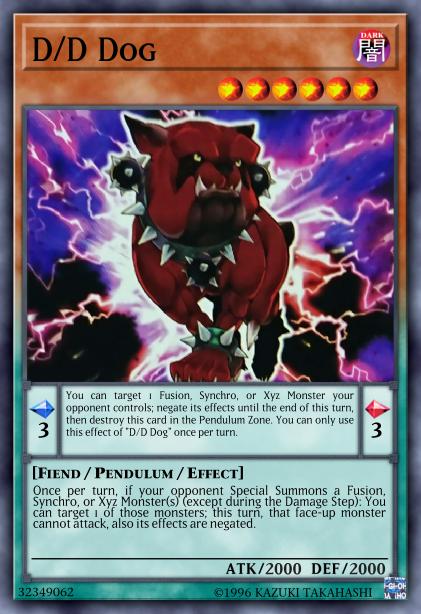 D/D Dog
DARK
闇
You can target 1 Fusion, Synchro, or Xyz Monster your
opponent controls; negate its effects until the end of this turn,
then destroy this card in the Pendulum Zone. You can only use
this effect of "D/D Dog" once per turn.
3
3
[Fiend / Pendulum / Effect]
Once per turn, if your opponent Special Summons a Fusion,
Synchro, or Xyz Monster(s) (except during the Damage Step): You
can target 1 of those monsters; this turn, that face-up monster
cannot attack, also its effects are negated.
ATK/2000 DEF/2000
32349062
©1996 KAZUKI TAKAHASHI